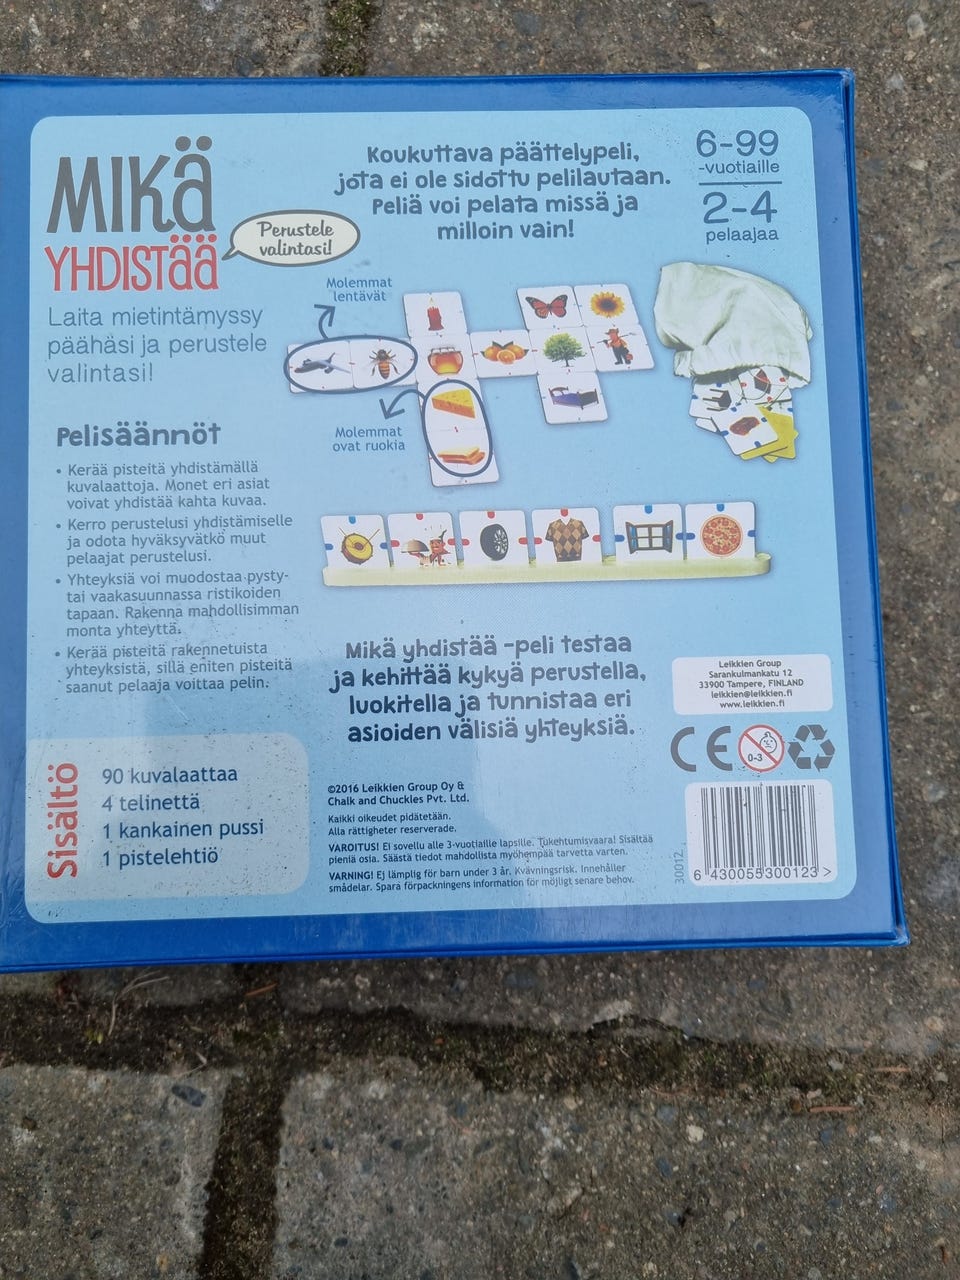 MIKÄ
YHDISTÄÄ
Perustele
valintasi!
Laita mietintämyssy
päähäsi ja perustele
valintasi!
Koukuttava päättelypeli,
jota ei ole sidottu pelilautaan.
Peliä voi pelata missä ja
milloin vain!
6-99
-vuotiaille
2-4
pelaajaa
Molemmat
lentävät
Molemmat
ovat ruokia
Pelisäännöt
• Kerää pisteitä yhdistämällä
kuvalaattoja. Monet eri asiat
voivat yhdistää kahta kuvaa.
• Kerro perustelusi yhdistämiselle
ja odota hyväksyvätkö muut
pelaajat perustelusi.
• Yhteyksiä voi muodostaa pysty-
tai vaakasuunnassa ristikoiden
tapaan. Rakenna mahdollisimman
monta yhteyttä.
• Kerää pisteitä rakennetuista
yhteyksistä, sillä eniten pisteitä
saanut pelaaja voittaa pelin.
Mikä yhdistää -peli testaa
ja kehittää kykyä perustella,
luokitella ja tunnistaa eri
asioiden välisiä yhteyksiä.
Sisältö
90 kuvalaattaa
4 telinettä
1 kankainen pussi
1 pistelehtiö
©2016 Leikkien Group Oy &
Chalk and Chuckles Pvt. Ltd.
Kaikki oikeudet pidätetään.
Alla rättigheter reserverade.
VAROITUS! Ei sovellu alle 3-vuotiaille lapsille. Tukehtumisvaara! Sisältää
pieniä osia. Säästä tiedot mahdollista myöhempää tarvetta varten.
VARNING! Ej lämplig för barn under 3 år. Kvävningsrisk. Innehåller
smådelar. Spara förpackningens information för möjligt senare behov.
Leikkien Group
Sarankulmankatu 12
33900 Tampere, FINLAND
leikkien@leikkien.fi
www.leikkien.fi
CE
0-3
30012
6 430055 300123 >